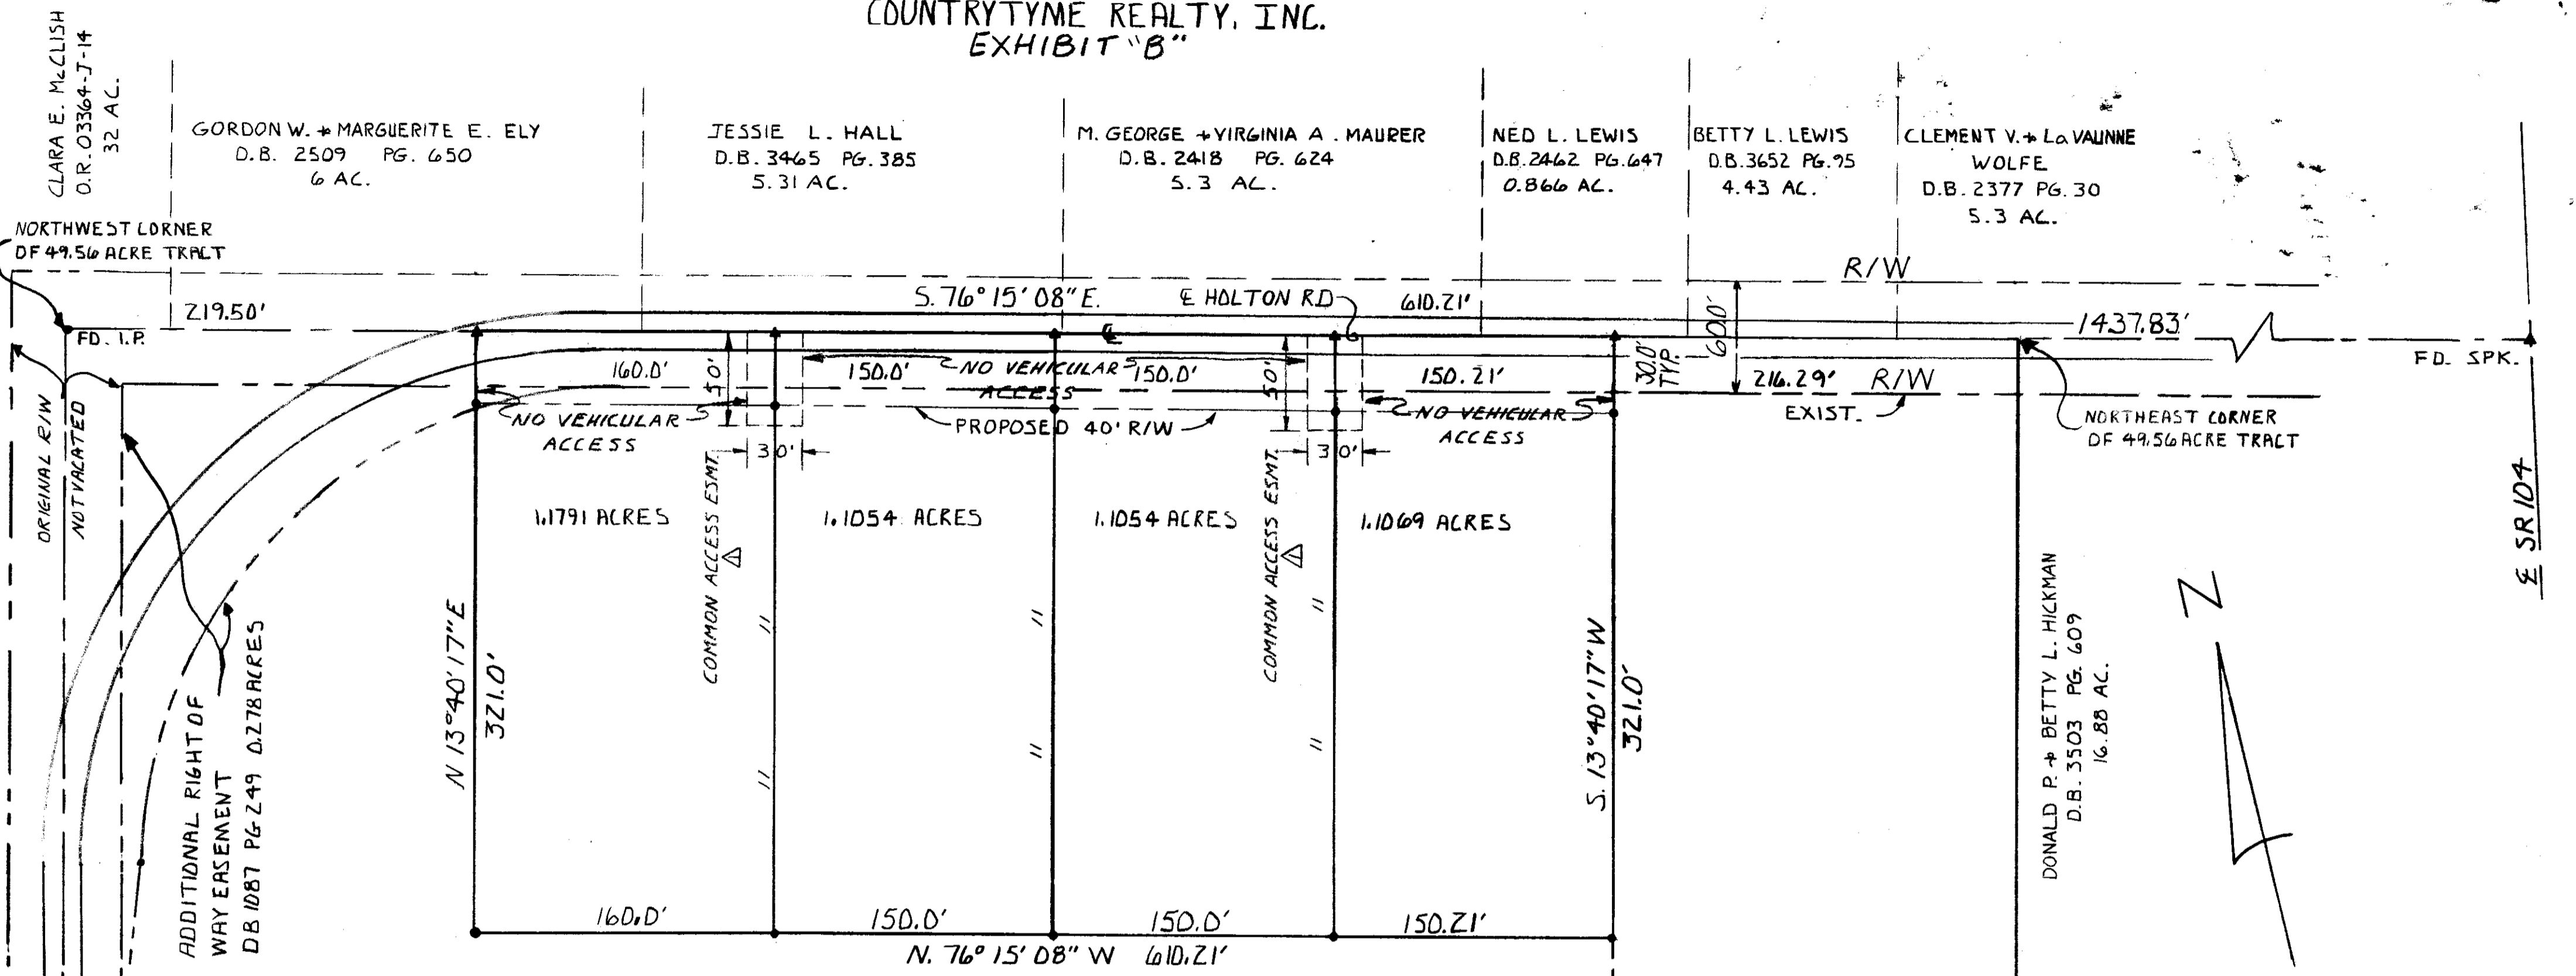 COUNTRYTYME REALTY, INC.
EXHIBIT "B"
CLARA E. McCLISH
O.R. 03364-J-14
32 AC.
GORDON W. + MARGUERITE E. ELY
D.B. 2509 PG. 650
6 AC.
JESSIE L. HALL
D.B. 3465 PG. 385
5.31 AC.
M. GEORGE + VIRGINIA A. MAURER
D.B. 2418 PG. 624
5.3 AC.
NED L. LEWIS
D.B. 2462 PG. 647
0.866 AC.
BETTY L. LEWIS
D.B. 3652 PG. 95
4.43 AC.
CLEMENT V. + LaVAUNNE
WOLFE
D.B. 2377 PG. 30
5.3 AC.
NORTHWEST CORNER
OF 49.56 ACRE TRACT
R/W
219.50'
S. 76° 15' 08" E.
℄ HOLTON RD
610.21'
60.0'
1437.83'
FD. I.P.
℄
FD. SPK.
160.0'
50'
150.0'
NO VEHICULAR
ACCESS
150.0'
50'
150.21'
30.0'
TYP.
216.29'
R/W
EXIST.
NO VEHICULAR
ACCESS
PROPOSED 40' R/W
NO VEHICULAR
ACCESS
NORTHEAST CORNER
OF 49.56 ACRE TRACT
30'
30'
ORIGINAL R/W
NOT VACATED
COMMON ACCESS ESMT.
COMMON ACCESS ESMT.
℄ SR 104
1.1791 ACRES
1.1054 ACRES
1.1054 ACRES
1.1069 ACRES
N 13° 40' 17" E
321.0'
"
"
"
"
"
"
S. 13° 40' 17" W
321.0'
DONALD P. + BETTY L. HICKMAN
D.B. 3503 PG. 609
16.88 AC.
N
ADDITIONAL RIGHT OF
WAY EASEMENT
DB 1087 PG 249 0.278 ACRES
160.0'
150.0'
150.0'
150.21'
N. 76° 15' 08" W 610.21'